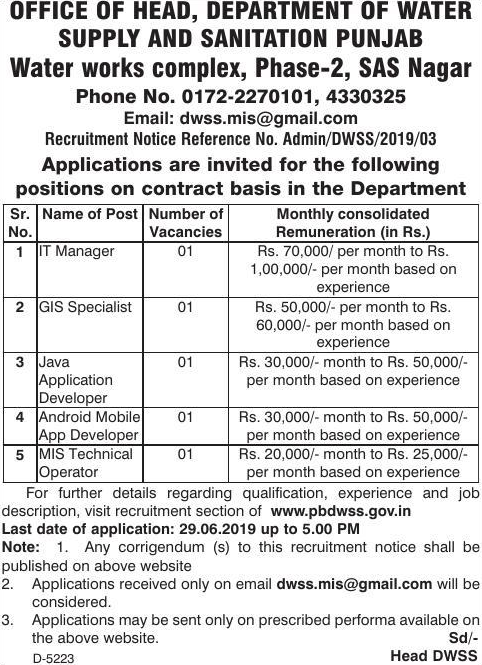 OFFICE OF HEAD, DEPARTMENT OF WATER
SUPPLY AND SANITATION PUNJAB
Water works complex, Phase-2, SAS Nagar
Phone No. 0172-2270101, 4330325
Email: dwss.mis@gmail.com
Recruitment Notice Reference No. Admin/DWSS/2019/03
Applications are invited for the following
positions on contract basis in the Department
Sr. No. Name of Post Number of Vacancies Monthly consolidated Remuneration (in Rs.)
1 IT Manager 01 Rs. 70,000/ per month to Rs.
1,00,000/- per month based on
experience
2 GIS Specialist 01 Rs. 50,000/- per month to Rs.
60,000/- per month based on
experience
3 Java 01 Rs. 30,000/- month to Rs. 50,000/-
Application per month based on experience
Developer
4 Android Mobile 01 Rs. 30,000/- month to Rs. 50,000/-
App Developer per month based on experience
5 MIS Technical 01 Rs. 20,000/- month to Rs. 25,000/-
Operator per month based on experience
For further details regarding qualification, experience and job
description, visit recruitment section of www.pbdwss.gov.in
Last date of application: 29.06.2019 up to 5.00 PM
Note: 1. Any corrigendum (s) to this recruitment notice shall be
published on above website
2. Applications received only on email dwss.mis@gmail.com will be
considered.
3. Applications may be sent only on prescribed performa available on
the above website. Sd/-
D-5223 Head DWSS